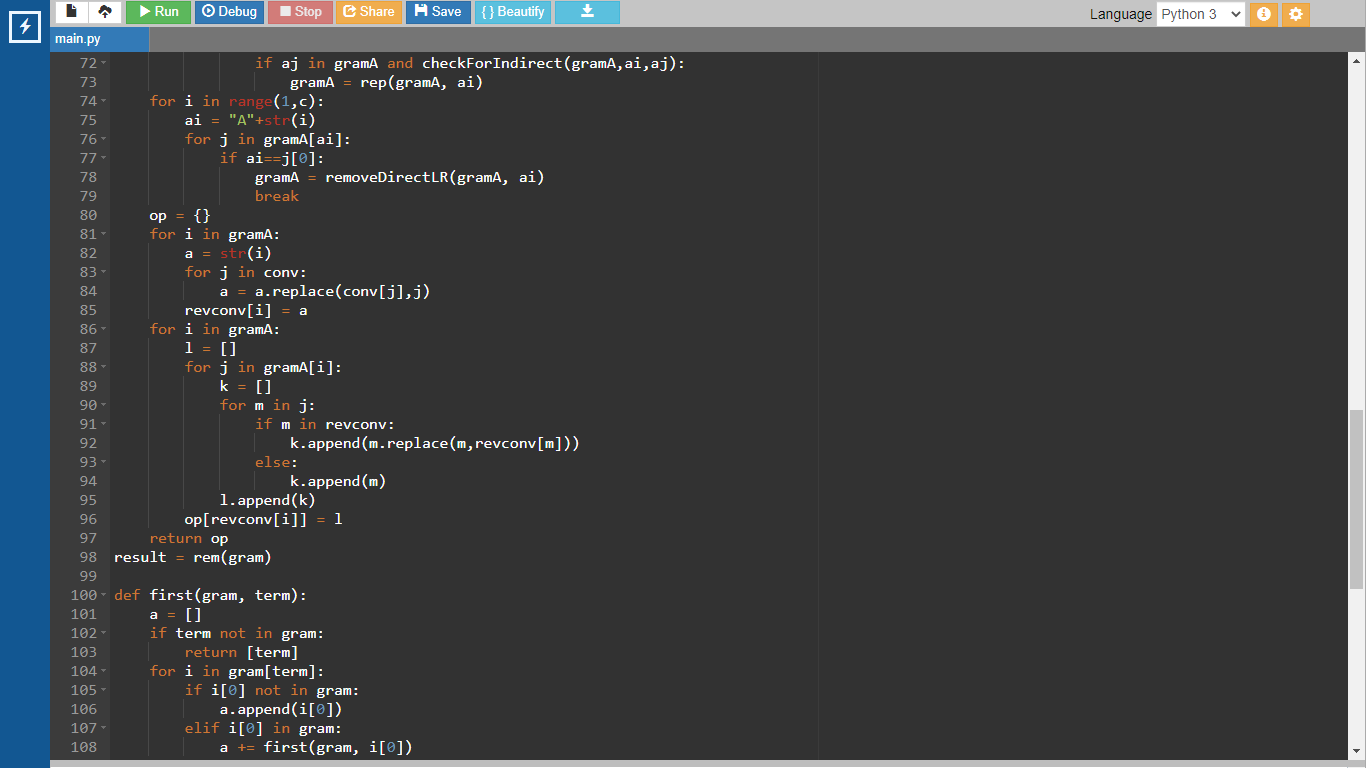 Run Debug Stop Share Save { } Beautify Language Python 3
main.py
72 if aj in gramA and checkForIndirect(gramA,ai,aj):
73 gramA = rep(gramA, ai)
74 for i in range(1,c):
75 ai = "A"+str(i)
76 for j in gramA[ai]:
77 if ai==j[0]:
78 gramA = removeDirectLR(gramA, ai)
79 break
80 op = {}
81 for i in gramA:
82 a = str(i)
83 for j in conv:
84 a = a.replace(conv[j],j)
85 revconv[i] = a
86 for i in gramA:
87 l = []
88 for j in gramA[i]:
89 k = []
90 for m in j:
91 if m in revconv:
92 k.append(m.replace(m,revconv[m]))
93 else:
94 k.append(m)
95 l.append(k)
96 op[revconv[i]] = l
97 return op
98 result = rem(gram)
99
100 def first(gram, term):
101 a = []
102 if term not in gram:
103 return [term]
104 for i in gram[term]:
105 if i[0] not in gram:
106 a.append(i[0])
107 elif i[0] in gram:
108 a += first(gram, i[0])